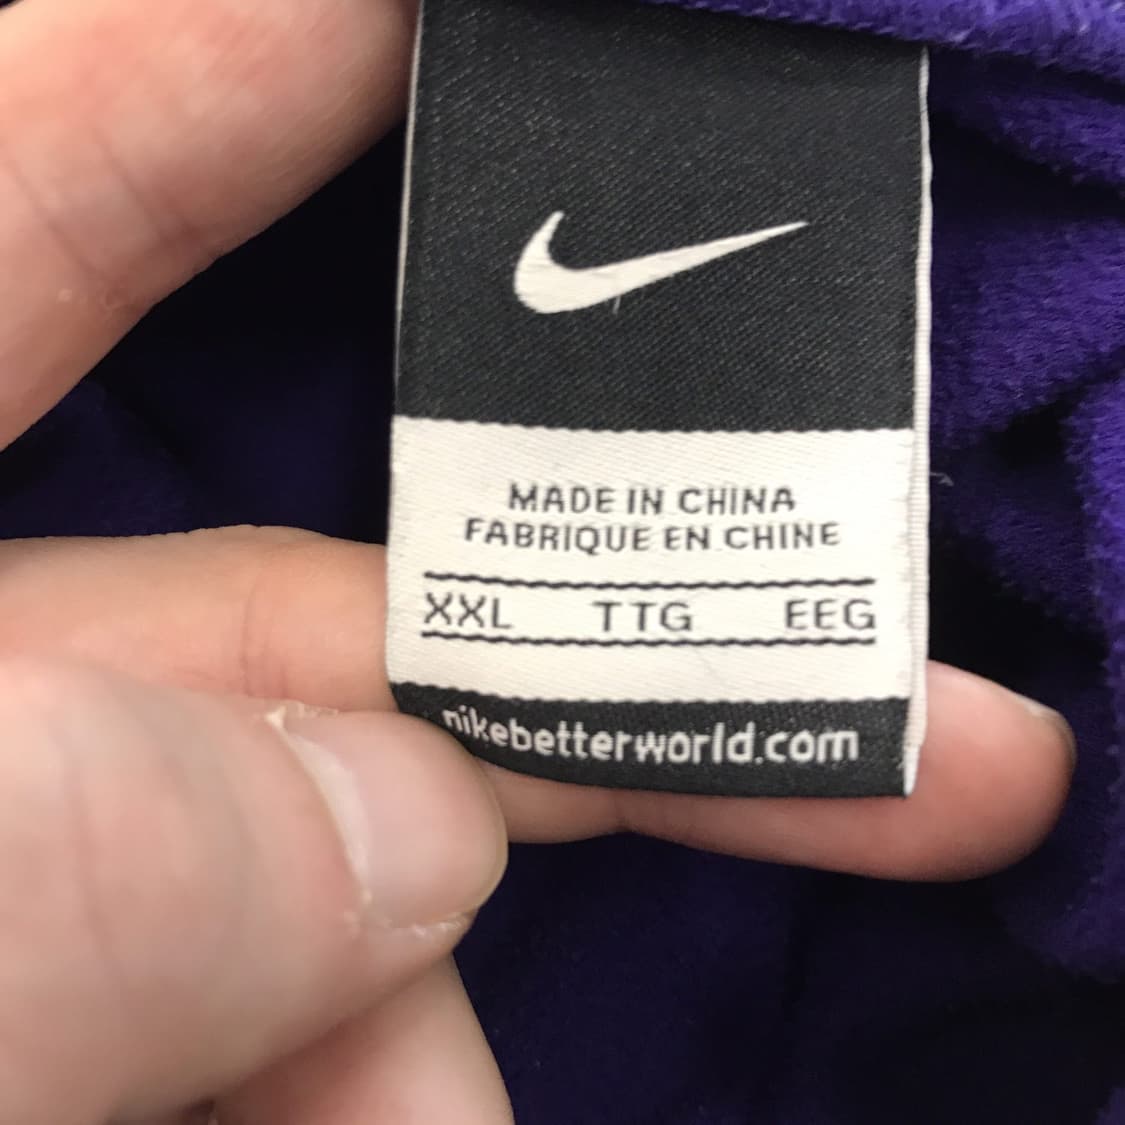 MADE IN CHINA
FABRIQUE EN CHINE
XXL TTG EEG
nikebetterworld.com